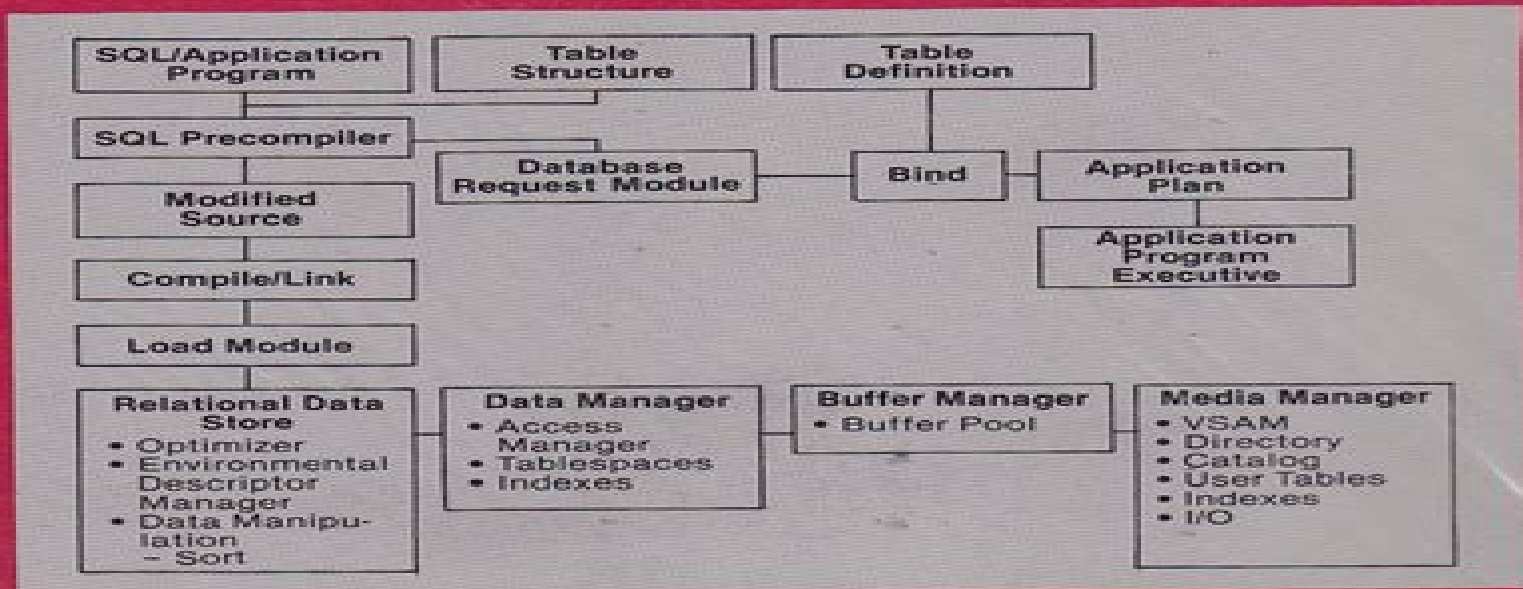 SQL/Application
Program
Table
Structure
Table
Definition
SQL Precompiler
Database
Request Module
Bind
Application
Plan
Modified
Source
Application
Program
Executive
Compile/Link
Load Module
Relational Data
Store
• Optimizer
• Environmental
Descriptor
Manager
• Data Manipu-
lation
– Sort
Data Manager
• Access
Manager
• Tablespaces
• Indexes
Buffer Manager
• Buffer Pool
Media Manager
• VSAM
• Directory
• Catalog
• User Tables
• Indexes
• I/O